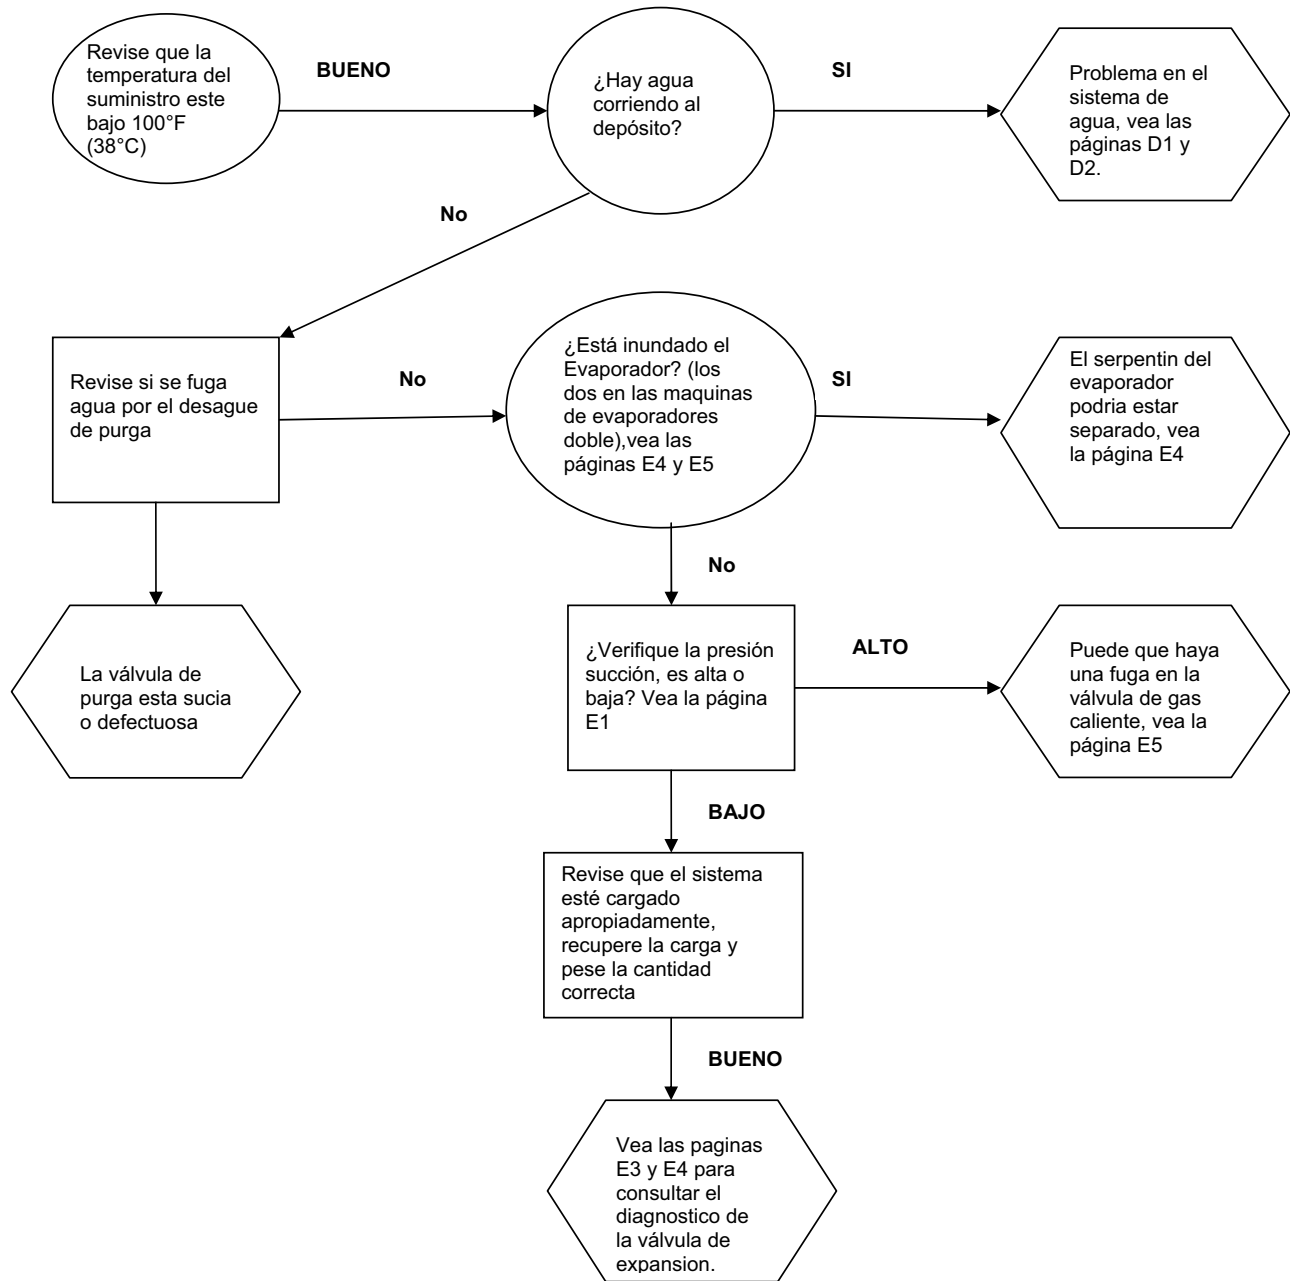 Revise que la
temperatura del
suministro este
bajo 100°F
(38°C)
BUENO
¿Hay agua
corriendo al
depósito?
SI
Problema en el
sistema de
agua, vea las
páginas D1 y
D2.
No
Revise si se fuga
agua por el desague
de purga
No
¿Está inundado el
Evaporador? (los
dos en las maquinas
de evaporadores
doble),vea las
páginas E4 y E5
SI
El serpentin del
evaporador
podria estar
separado, vea
la página E4
No
La válvula de
purga esta sucia
o defectuosa
¿Verifique la presión
succión, es alta o
baja? Vea la página
E1
ALTO
Puede que haya
una fuga en la
válvula de gas
caliente, vea la
página E5
BAJO
Revise que el sistema
esté cargado
apropiadamente,
recupere la carga y
pese la cantidad
correcta
BUENO
Vea las paginas
E3 y E4 para
consultar el
diagnostico de
la válvula de
expansion.